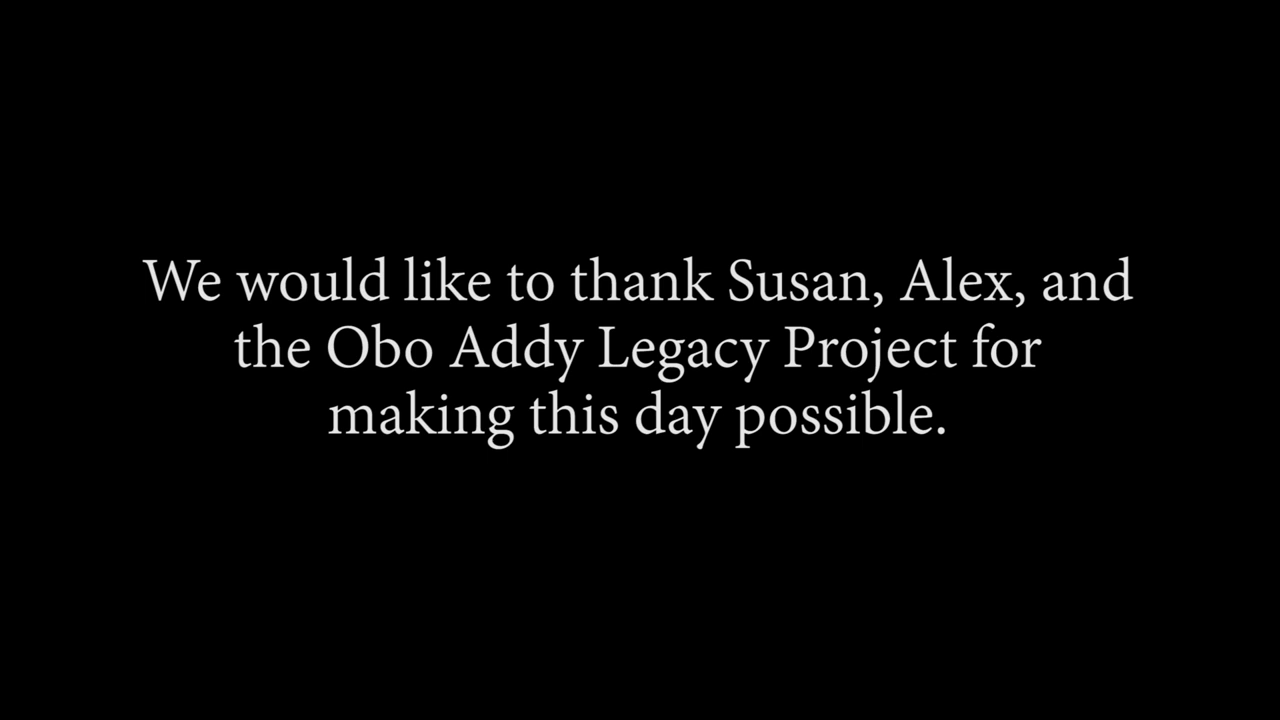 We would like to thank Susan, Alex, and
the Obo Addy Legacy Project for
making this day possible.